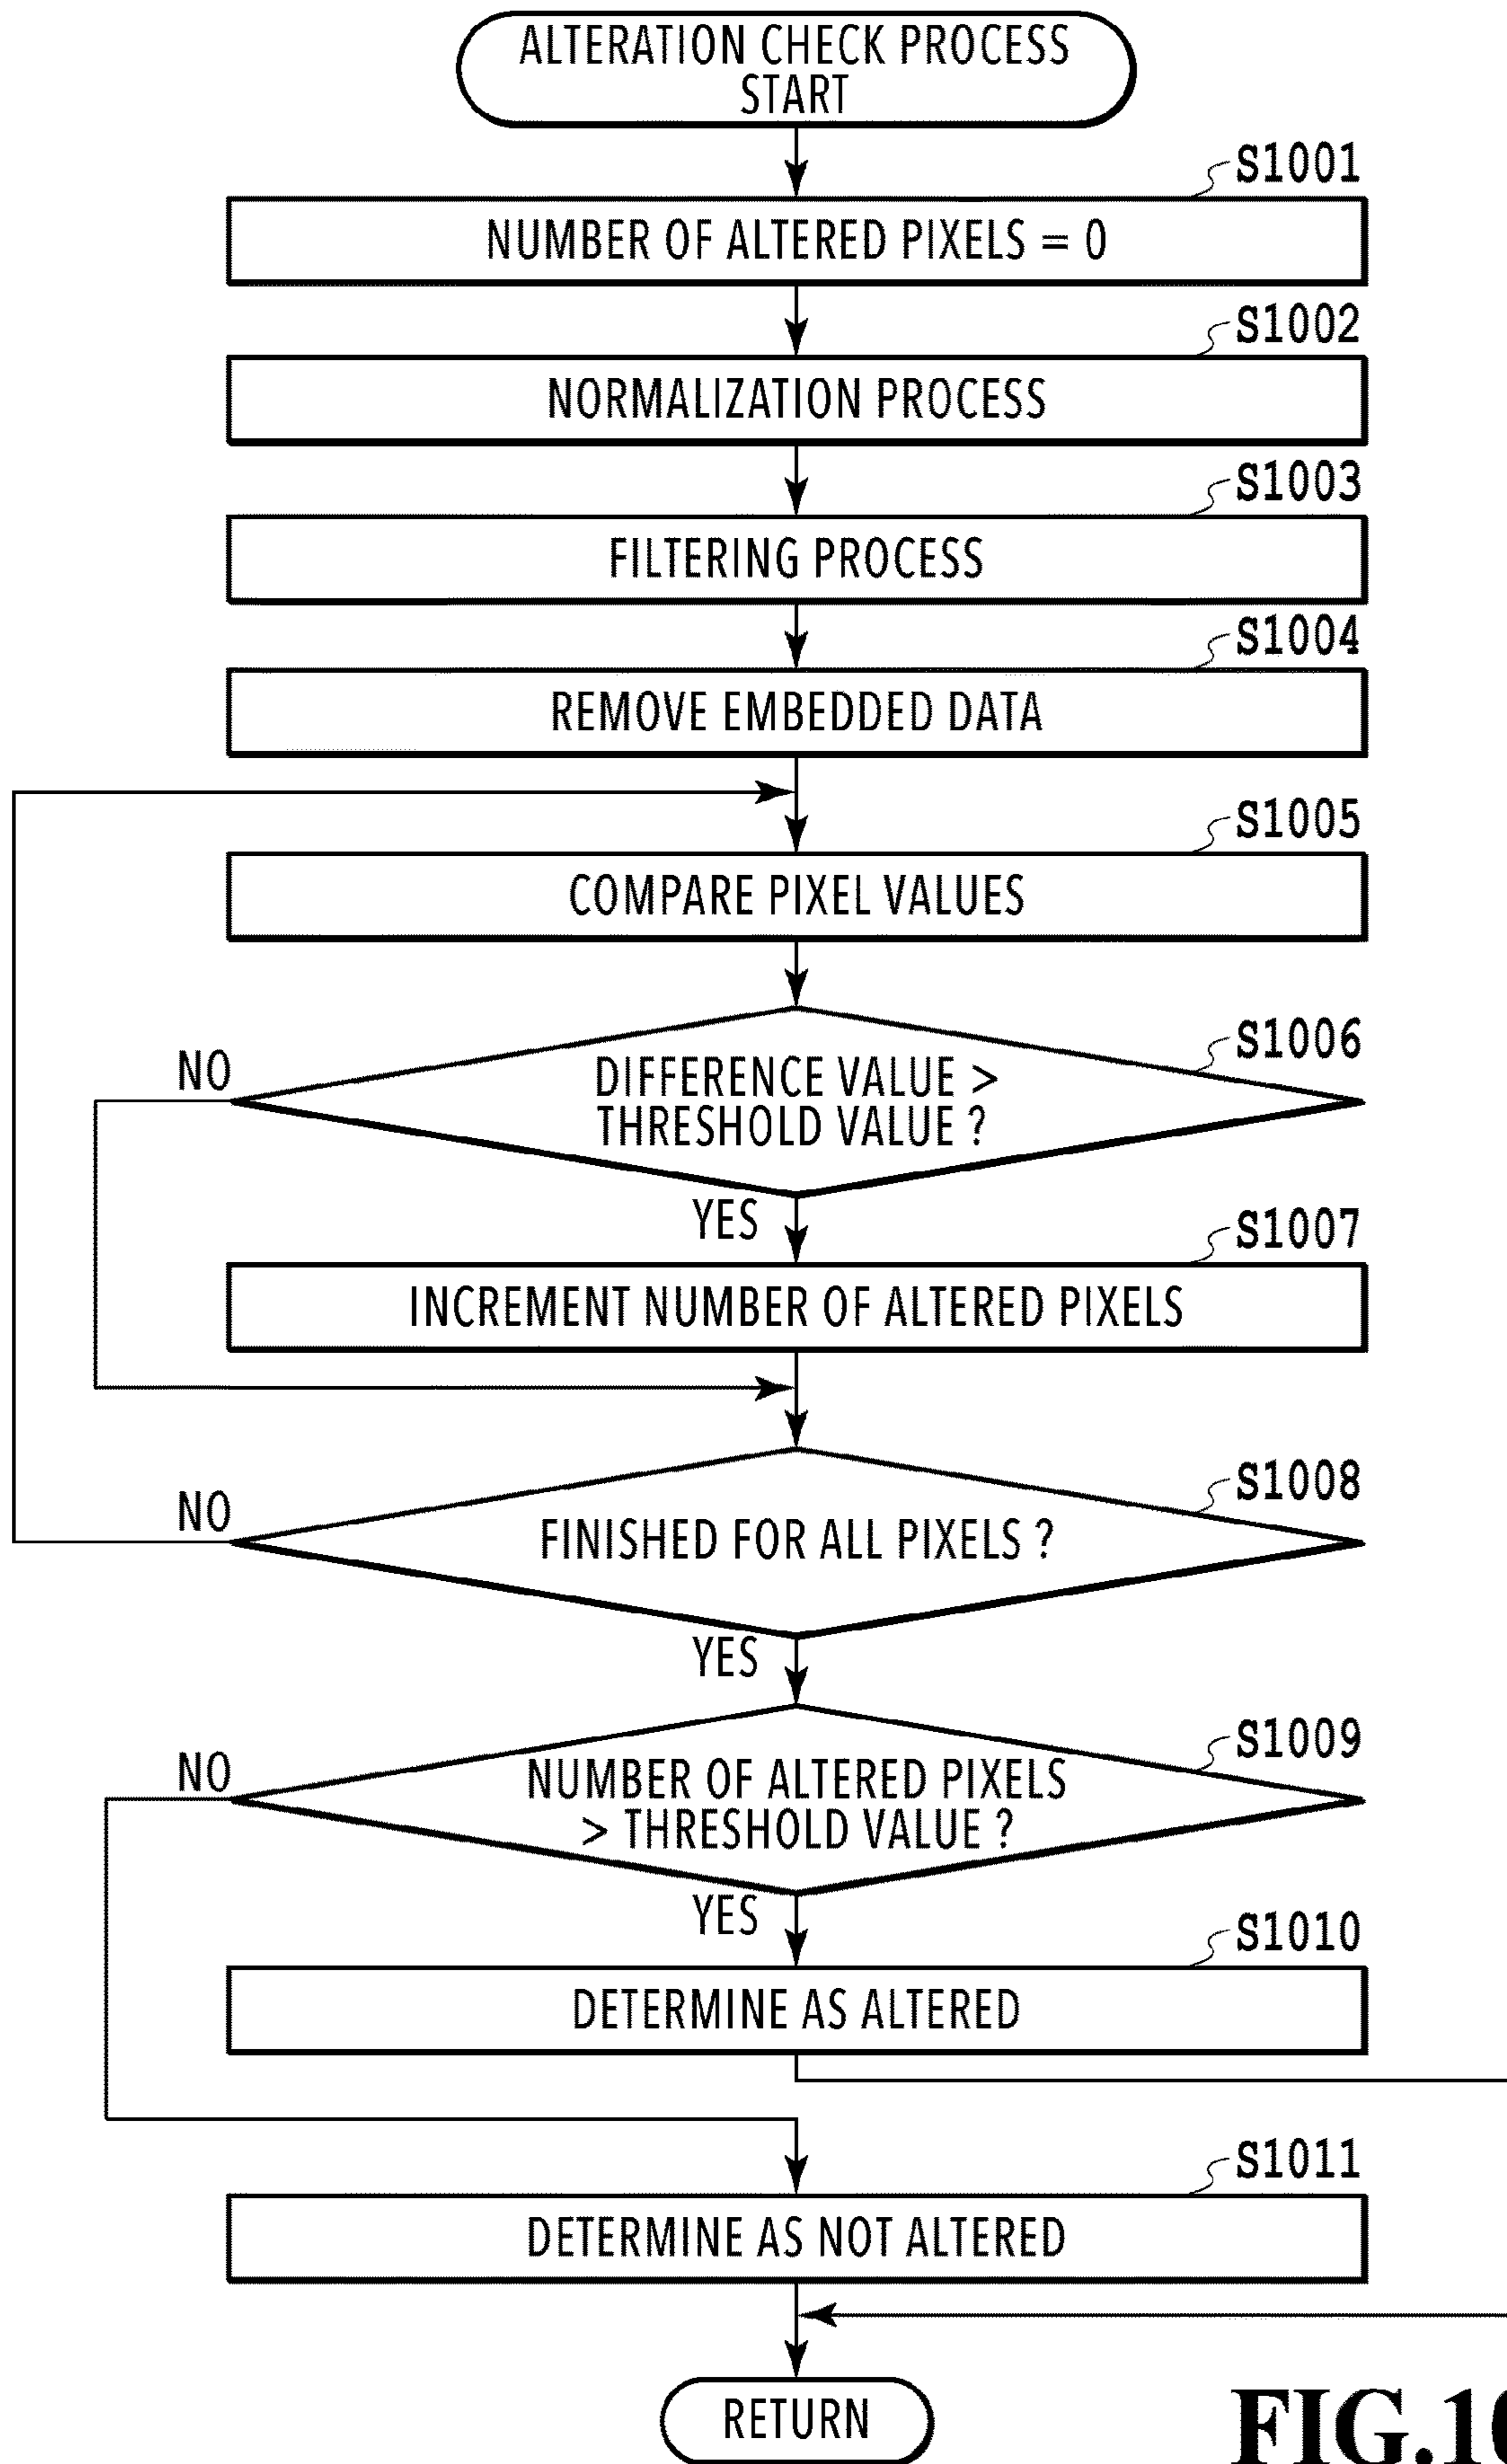 ALTERATION CHECK PROCESS
START
S1001
NUMBER OF ALTERED PIXELS = 0
S1002
NORMALIZATION PROCESS
S1003
FILTERING PROCESS
S1004
REMOVE EMBEDDED DATA
S1005
COMPARE PIXEL VALUES
S1006
NO
DIFFERENCE VALUE >
THRESHOLD VALUE ?
YES
S1007
INCREMENT NUMBER OF ALTERED PIXELS
S1008
NO
FINISHED FOR ALL PIXELS ?
YES
S1009
NO
NUMBER OF ALTERED PIXELS
> THRESHOLD VALUE ?
YES
S1010
DETERMINE AS ALTERED
S1011
DETERMINE AS NOT ALTERED
RETURN
FIG.10